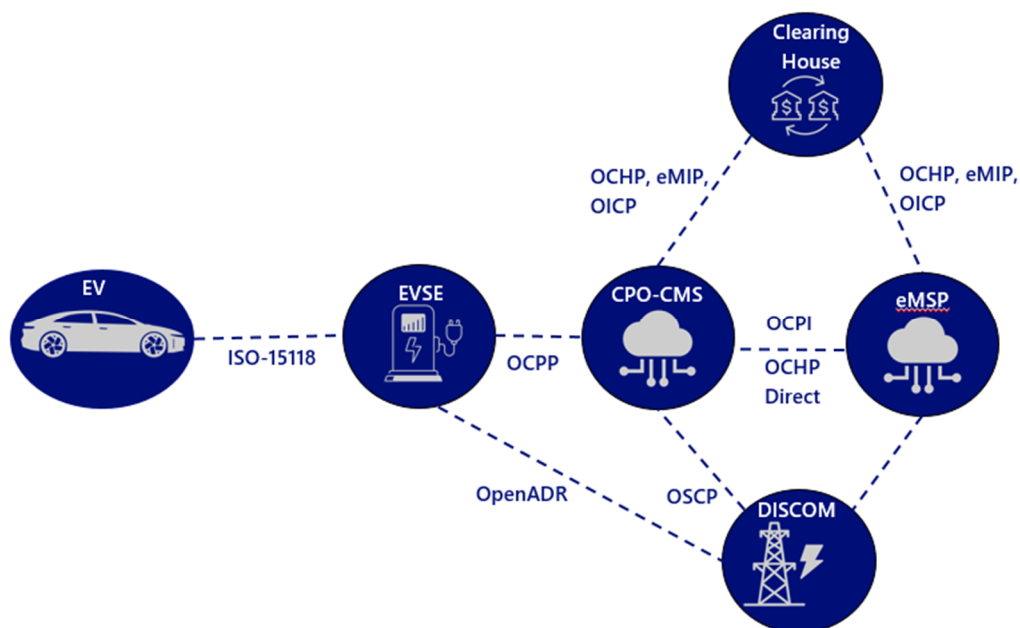 Clearing
House
OCHP, eMIP,
OICP
OCHP, eMIP,
OICP
EV
EVSE
CPO-CMS
eMSP
ISO-15118
OCPP
OCPI
OCHP
Direct
OpenADR
OSCP
DISCOM
$ $